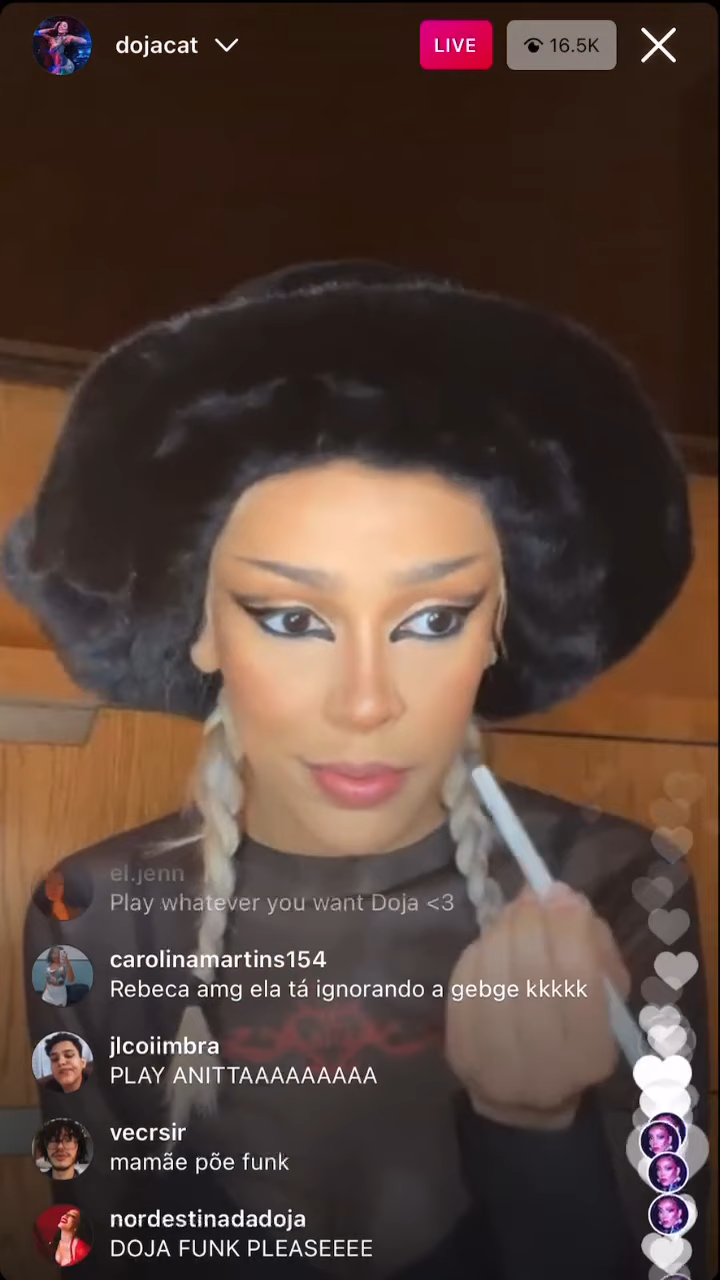 dojacat
LIVE
16.5K
el.jenn
Play whatever you want Doja <3
carolinamartins154
Rebeca amg ela tá ignorando a gebge kkkkk
jlcoiimbra
PLAY ANITTAAAAAAAAA
vecrsir
mamãe põe funk
nordestinadadoja
DOJA FUNK PLEASEEEE